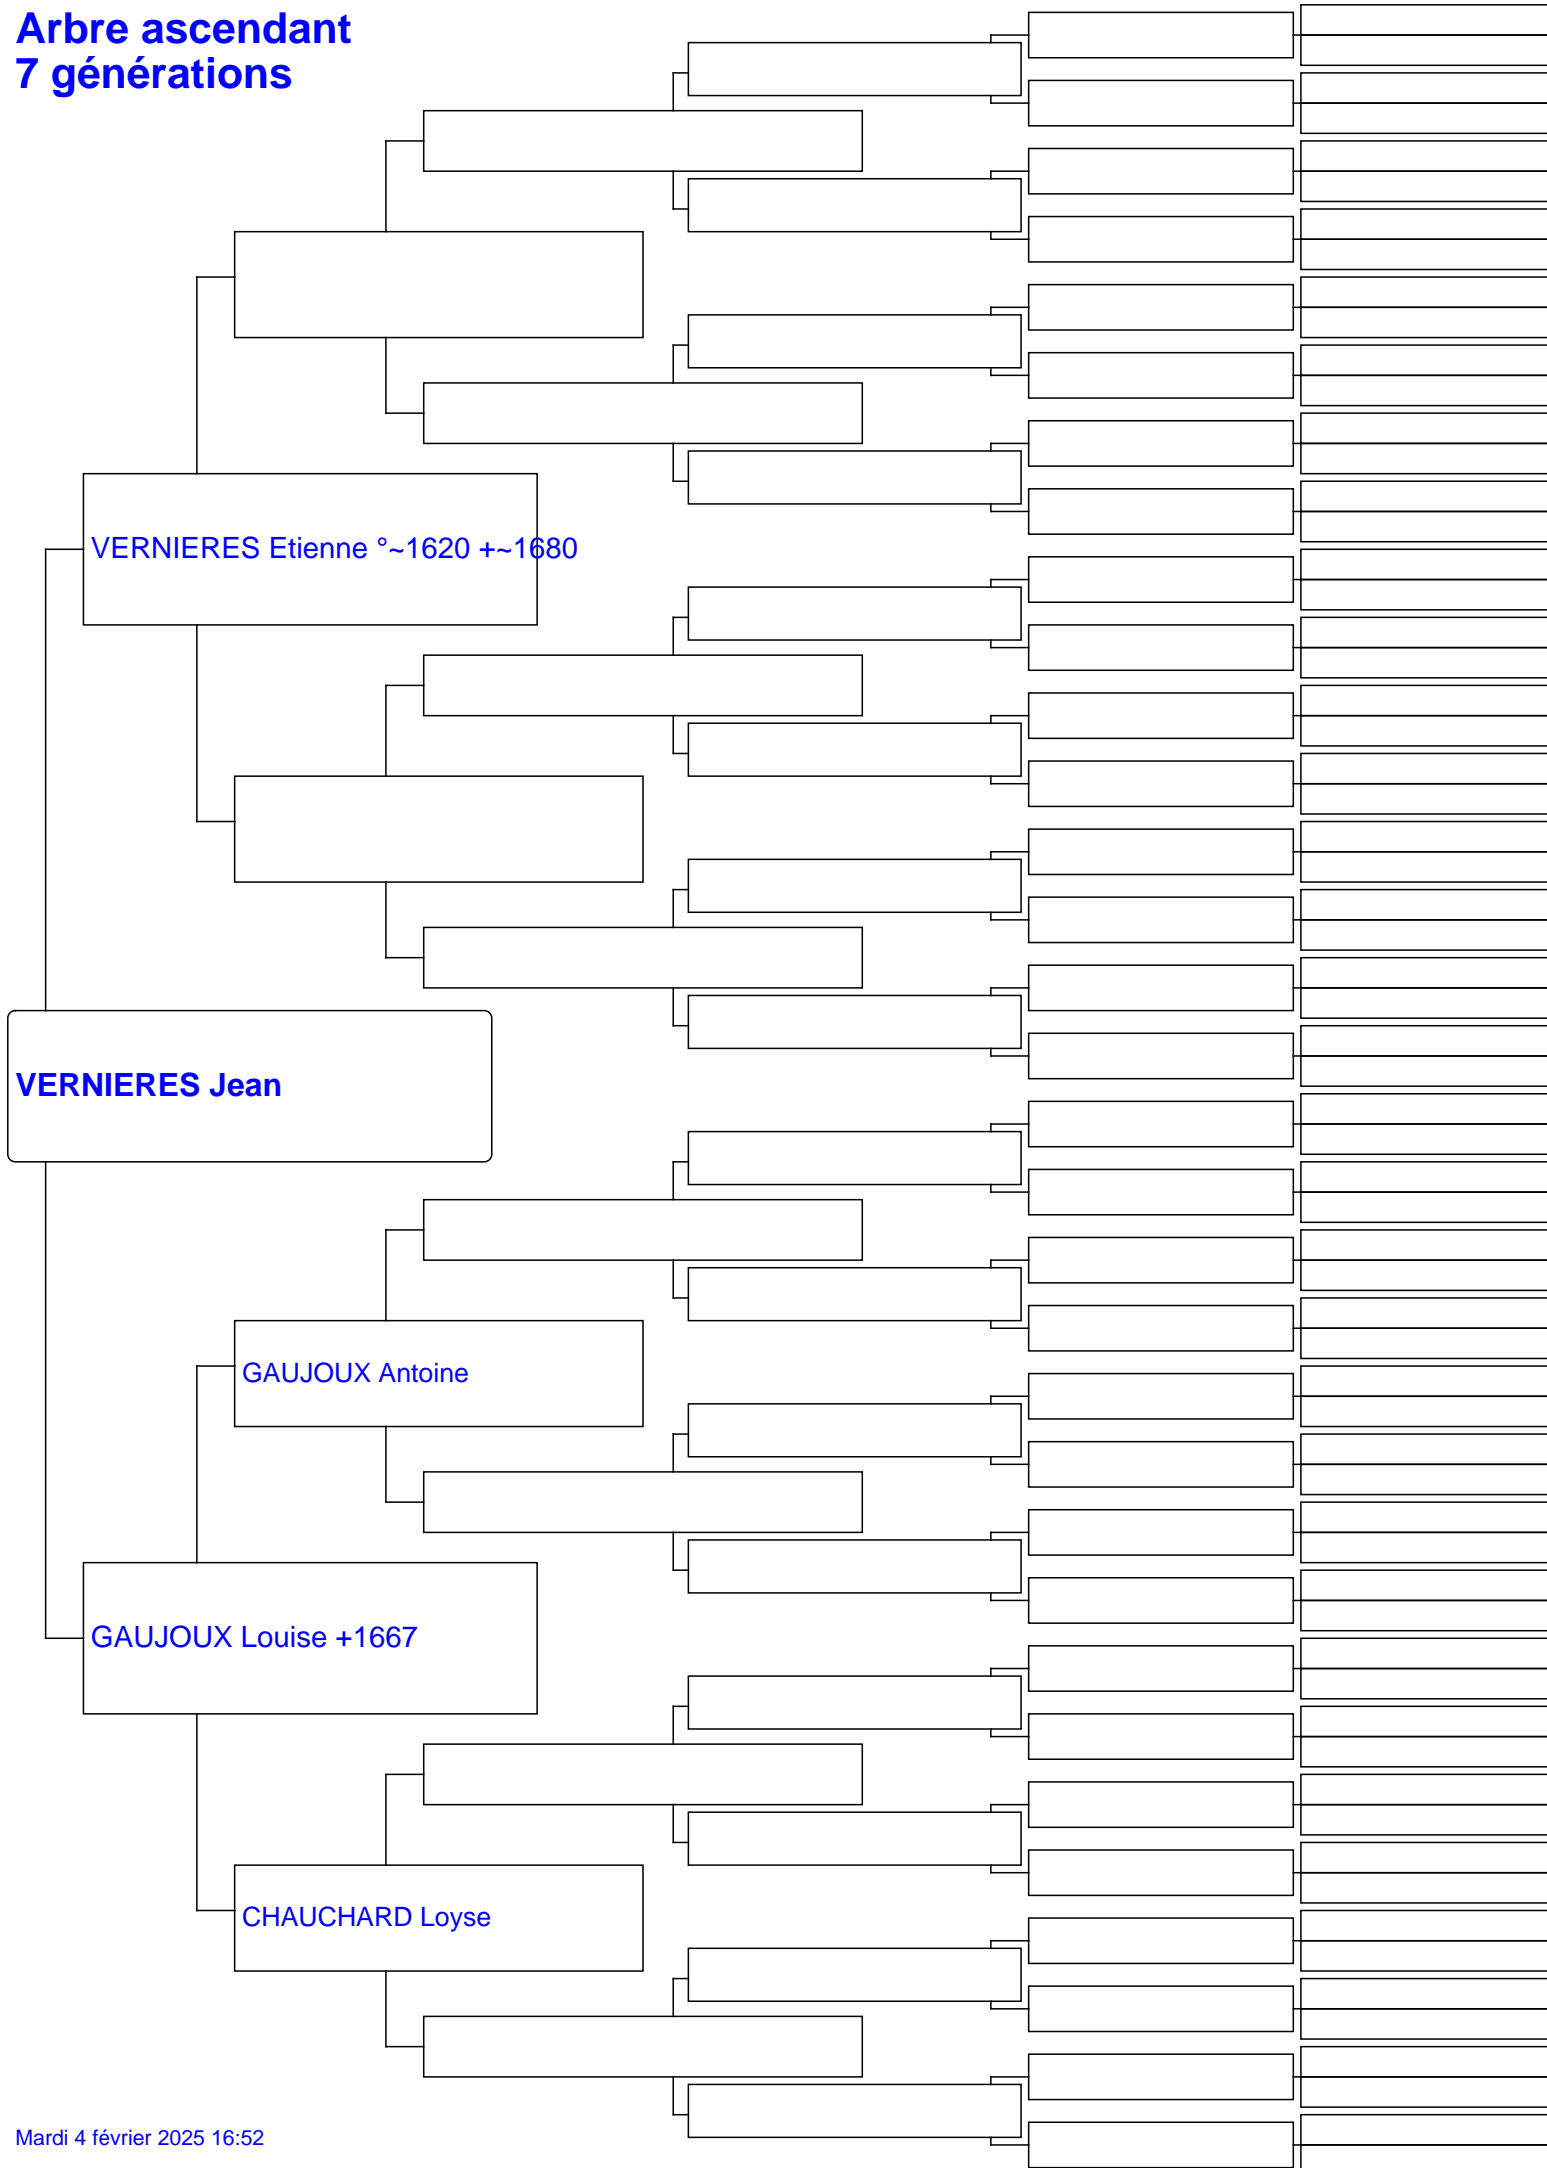 Arbre ascendant
7 générations
VERNIERES Etienne °~1620 +~1680
VERNIERES Jean
GAUJOUX Antoine
GAUJOUX Louise +1667
CHAUCHARD Loyse
Mardi 4 février 2025 16:52